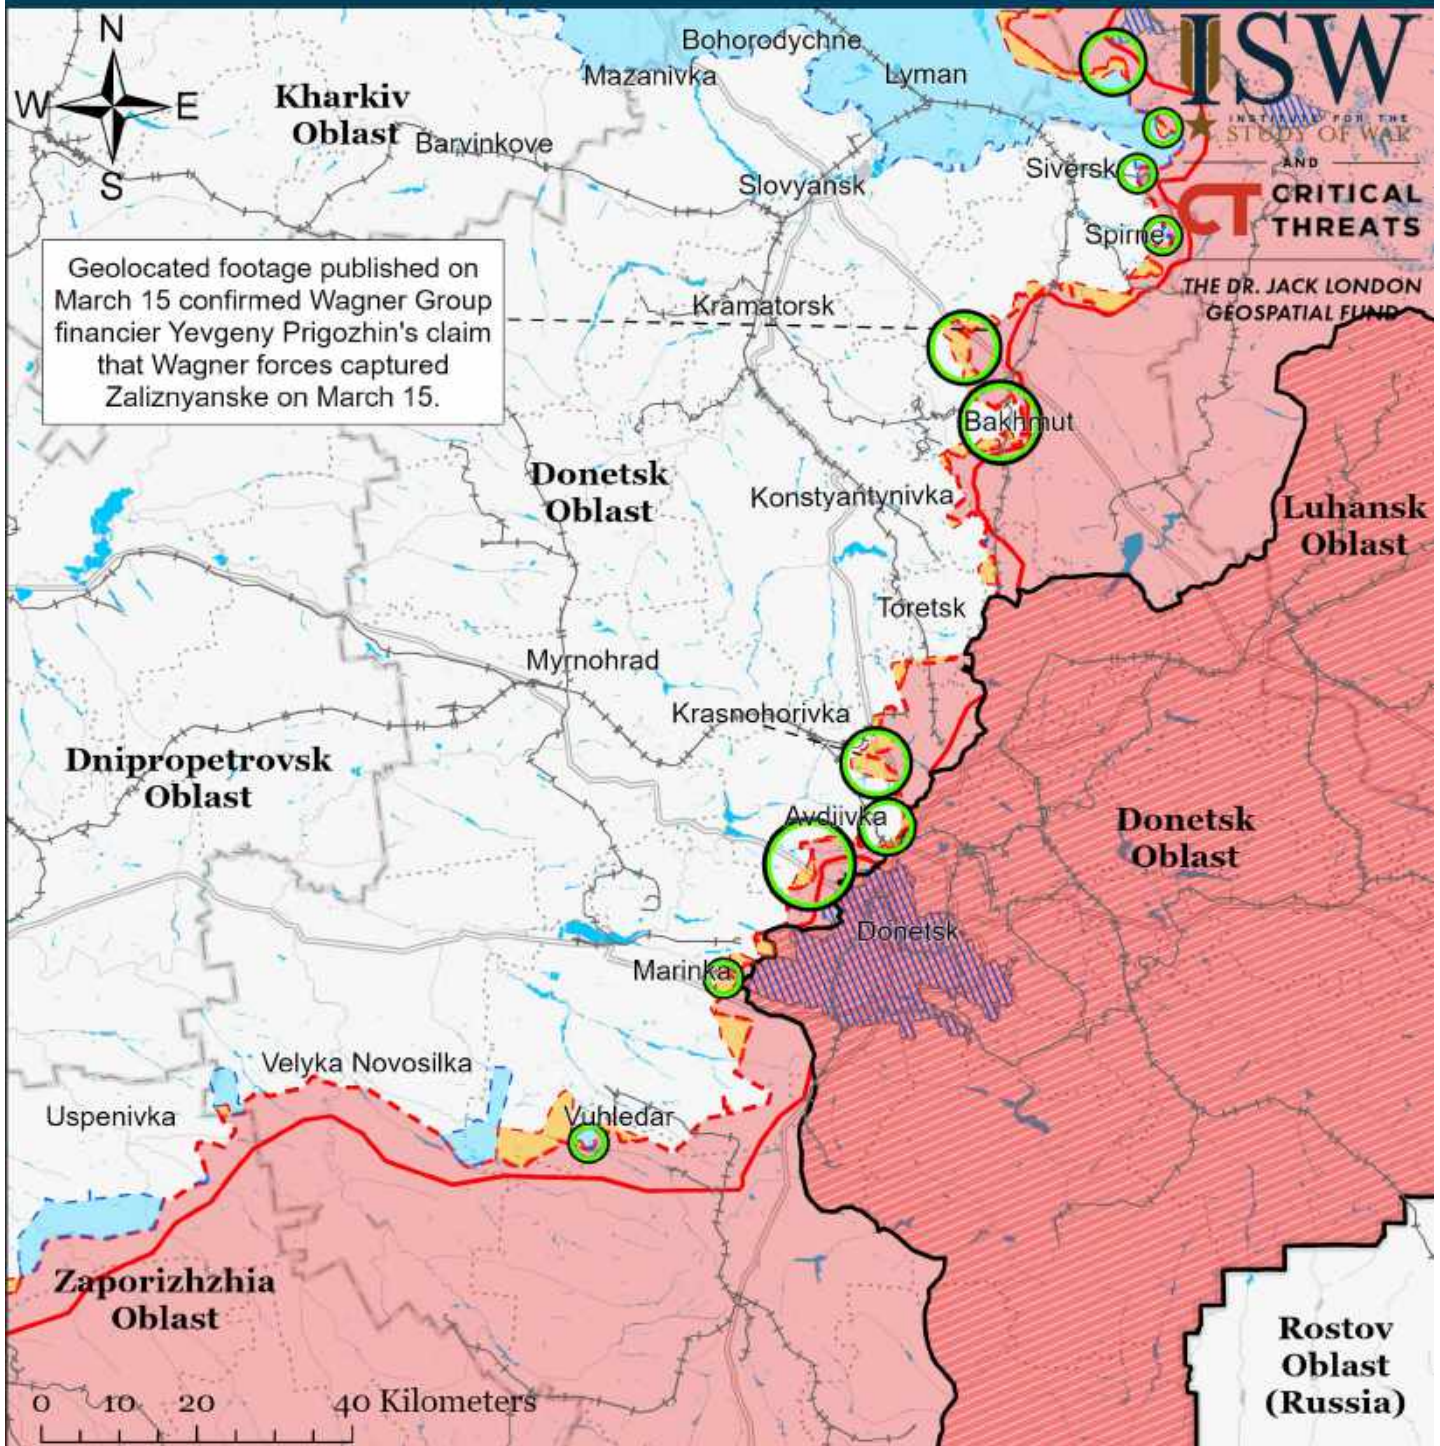 N
W E
S
ISW
INSTITUTE FOR THE
STUDY OF WAR
AND
CT CRITICAL
THREATS
THE DR. JACK LONDON
GEOSPATIAL FUND
Bohorodychne
Mazanivka
Lyman
Kharkiv
Oblast
Barvinkove
Slovyansk
Siversk
Spirne
Geolocated footage published on
March 15 confirmed Wagner Group
financier Yevgeny Prigozhin's claim
that Wagner forces captured
Zaliznyanske on March 15.
Kramatorsk
Bakhmut
Donetsk
Oblast
Konstyantynivka
Luhansk
Oblast
Toretsk
Myrnohrad
Krasnohorivka
Dnipropetrovsk
Oblast
Avdiivka
Donetsk
Oblast
Donetsk
Marinka
Velyka Novosilka
Uspenivka
Vuhledar
Zaporizhzhia
Oblast
Rostov
Oblast
(Russia)
0 10 20 40 Kilometers